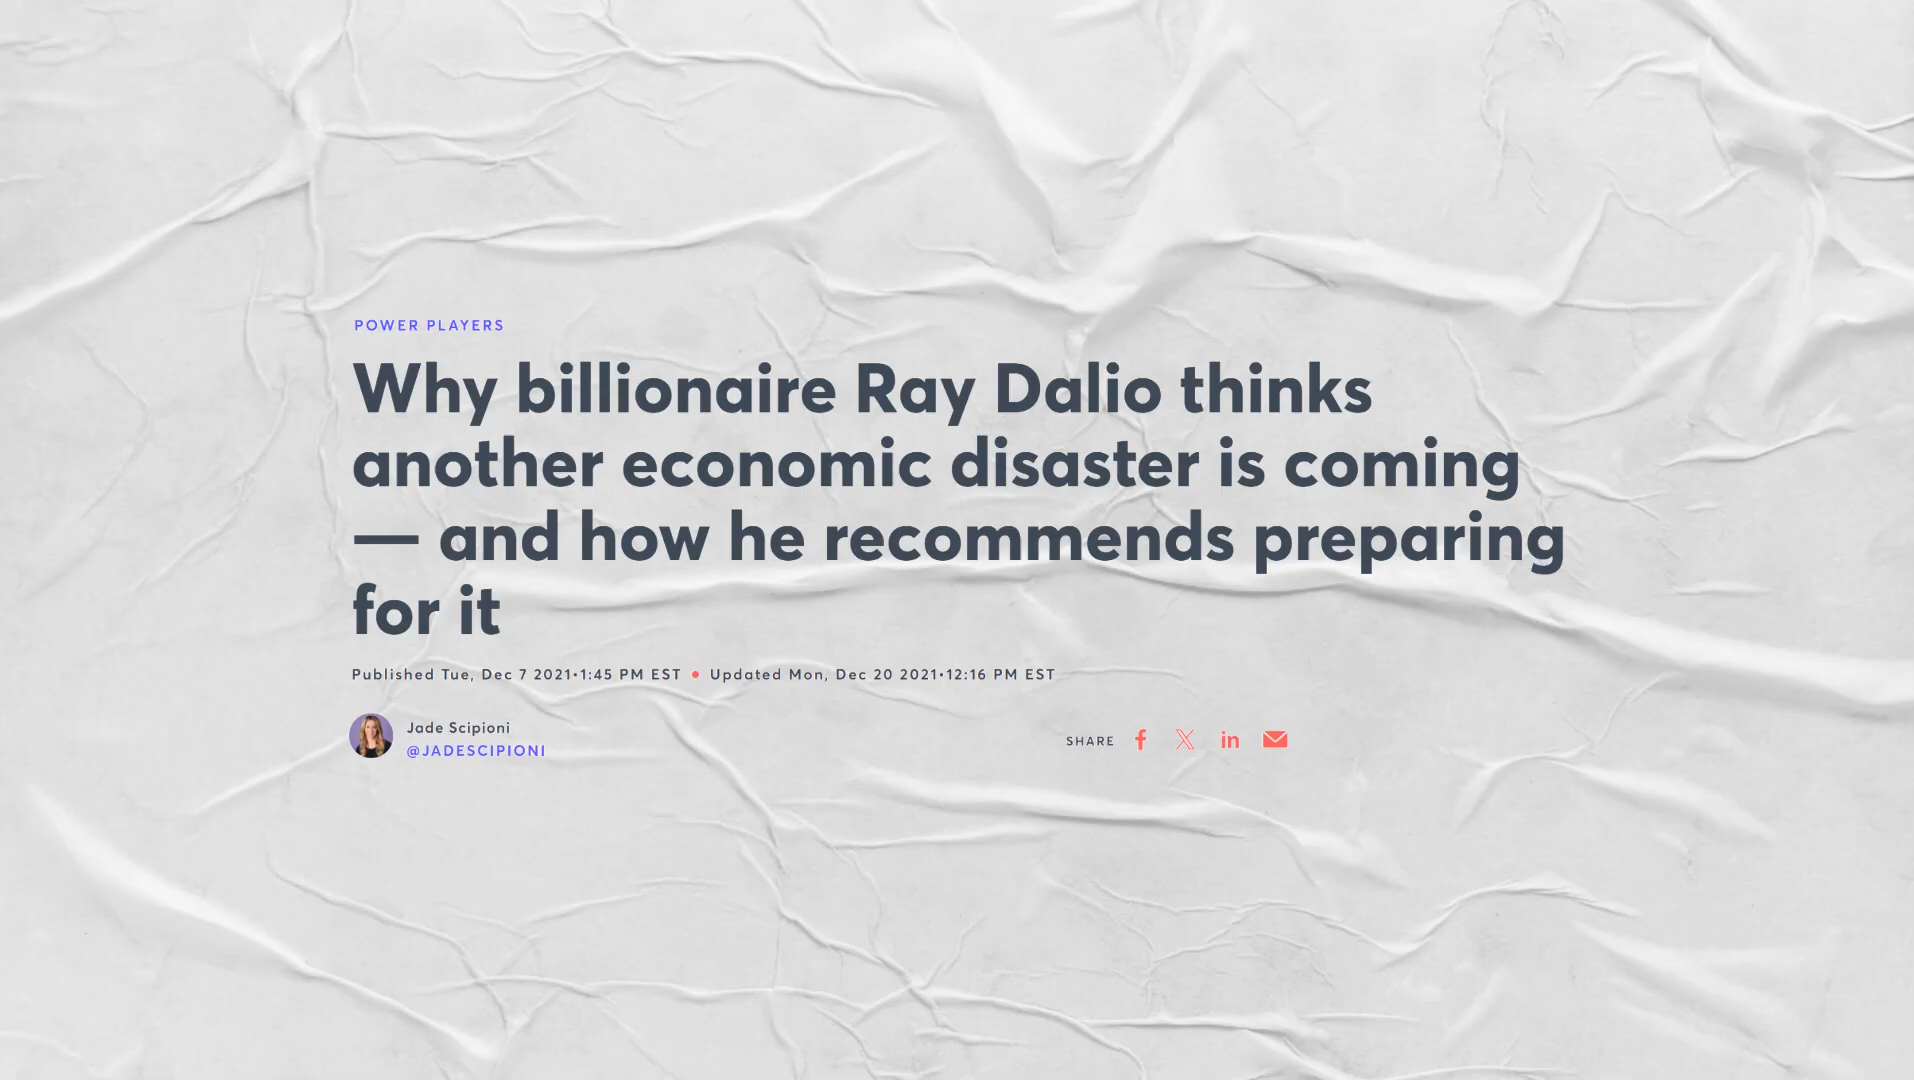 POWER PLAYERS
Why billionaire Ray Dalio thinks
another economic disaster is coming
— and how he recommends preparing
for it
Published Tue, Dec 7 2021•1:45 PM EST • Updated Mon, Dec 20 2021•12:16 PM EST
Jade Scipioni
@JADESCIPIONI
SHARE